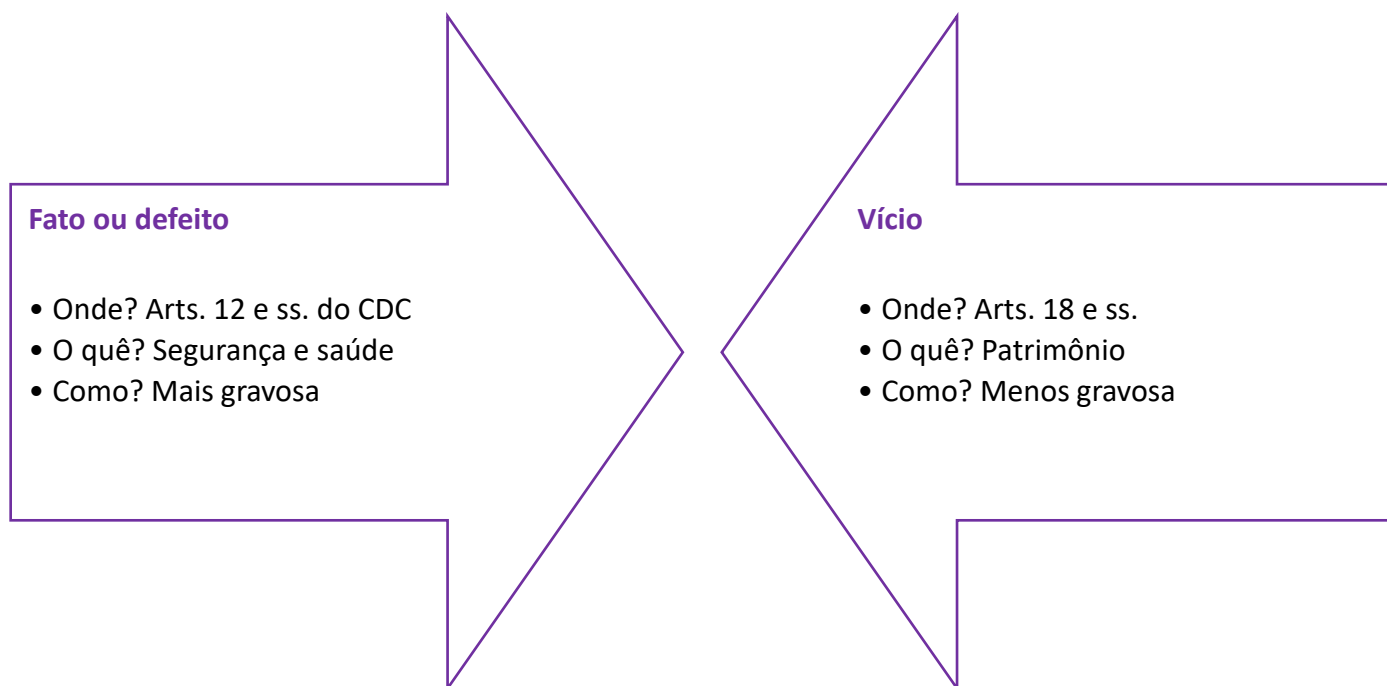 Fato ou defeito
• Onde? Arts. 12 e ss. do CDC
• O quê? Segurança e saúde
• Como? Mais gravosa
Vício
• Onde? Arts. 18 e ss.
• O quê? Patrimônio
• Como? Menos gravosa